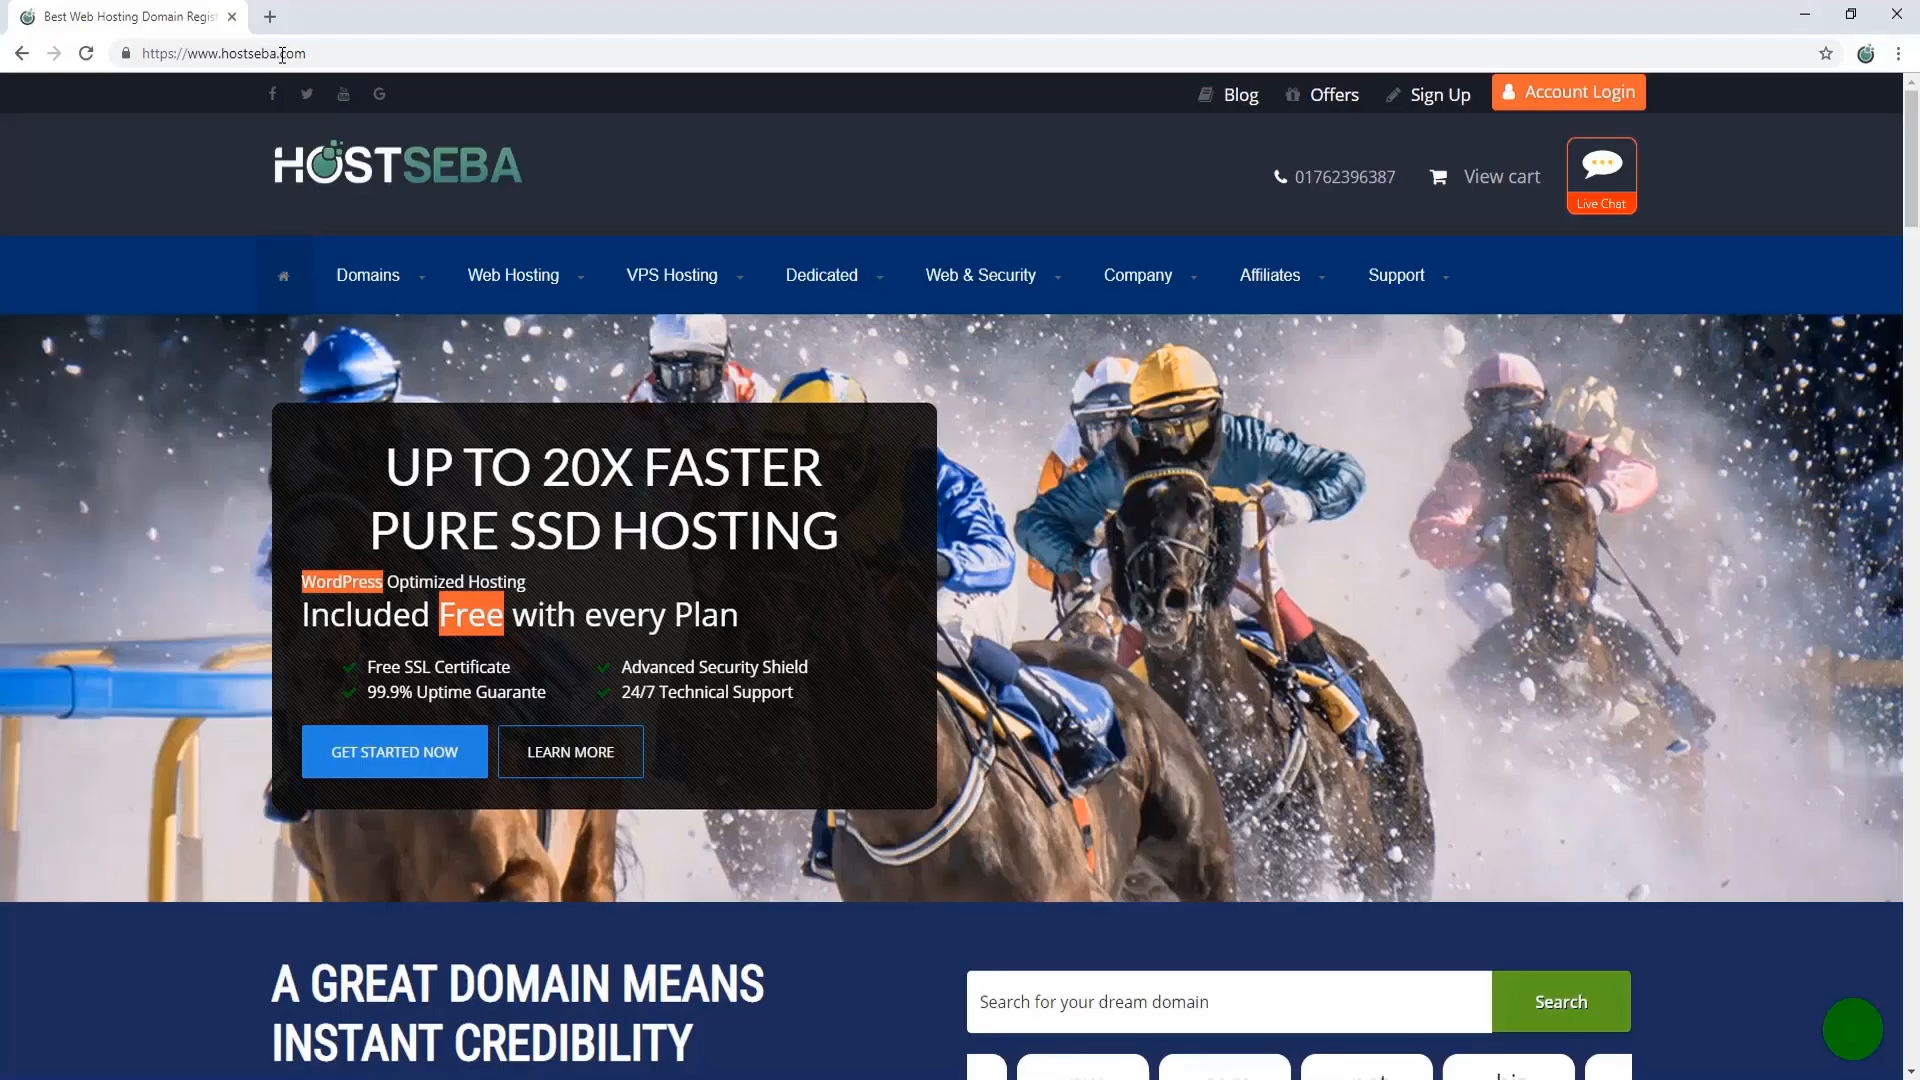 Best Web Hosting Domain Regist
https://www.hostseba.com
Blog
Offers
Sign Up
Account Login
HOSTSEBA
01762396387
View cart
Live Chat
Domains
Web Hosting
VPS Hosting
Dedicated
Web & Security
Company
Affiliates
Support
UP TO 20X FASTER
PURE SSD HOSTING
WordPress Optimized Hosting
Included Free with every Plan
Free SSL Certificate
Advanced Security Shield
99.9% Uptime Guarante
24/7 Technical Support
GET STARTED NOW
LEARN MORE
A GREAT DOMAIN MEANS
INSTANT CREDIBILITY
Search for your dream domain
Search